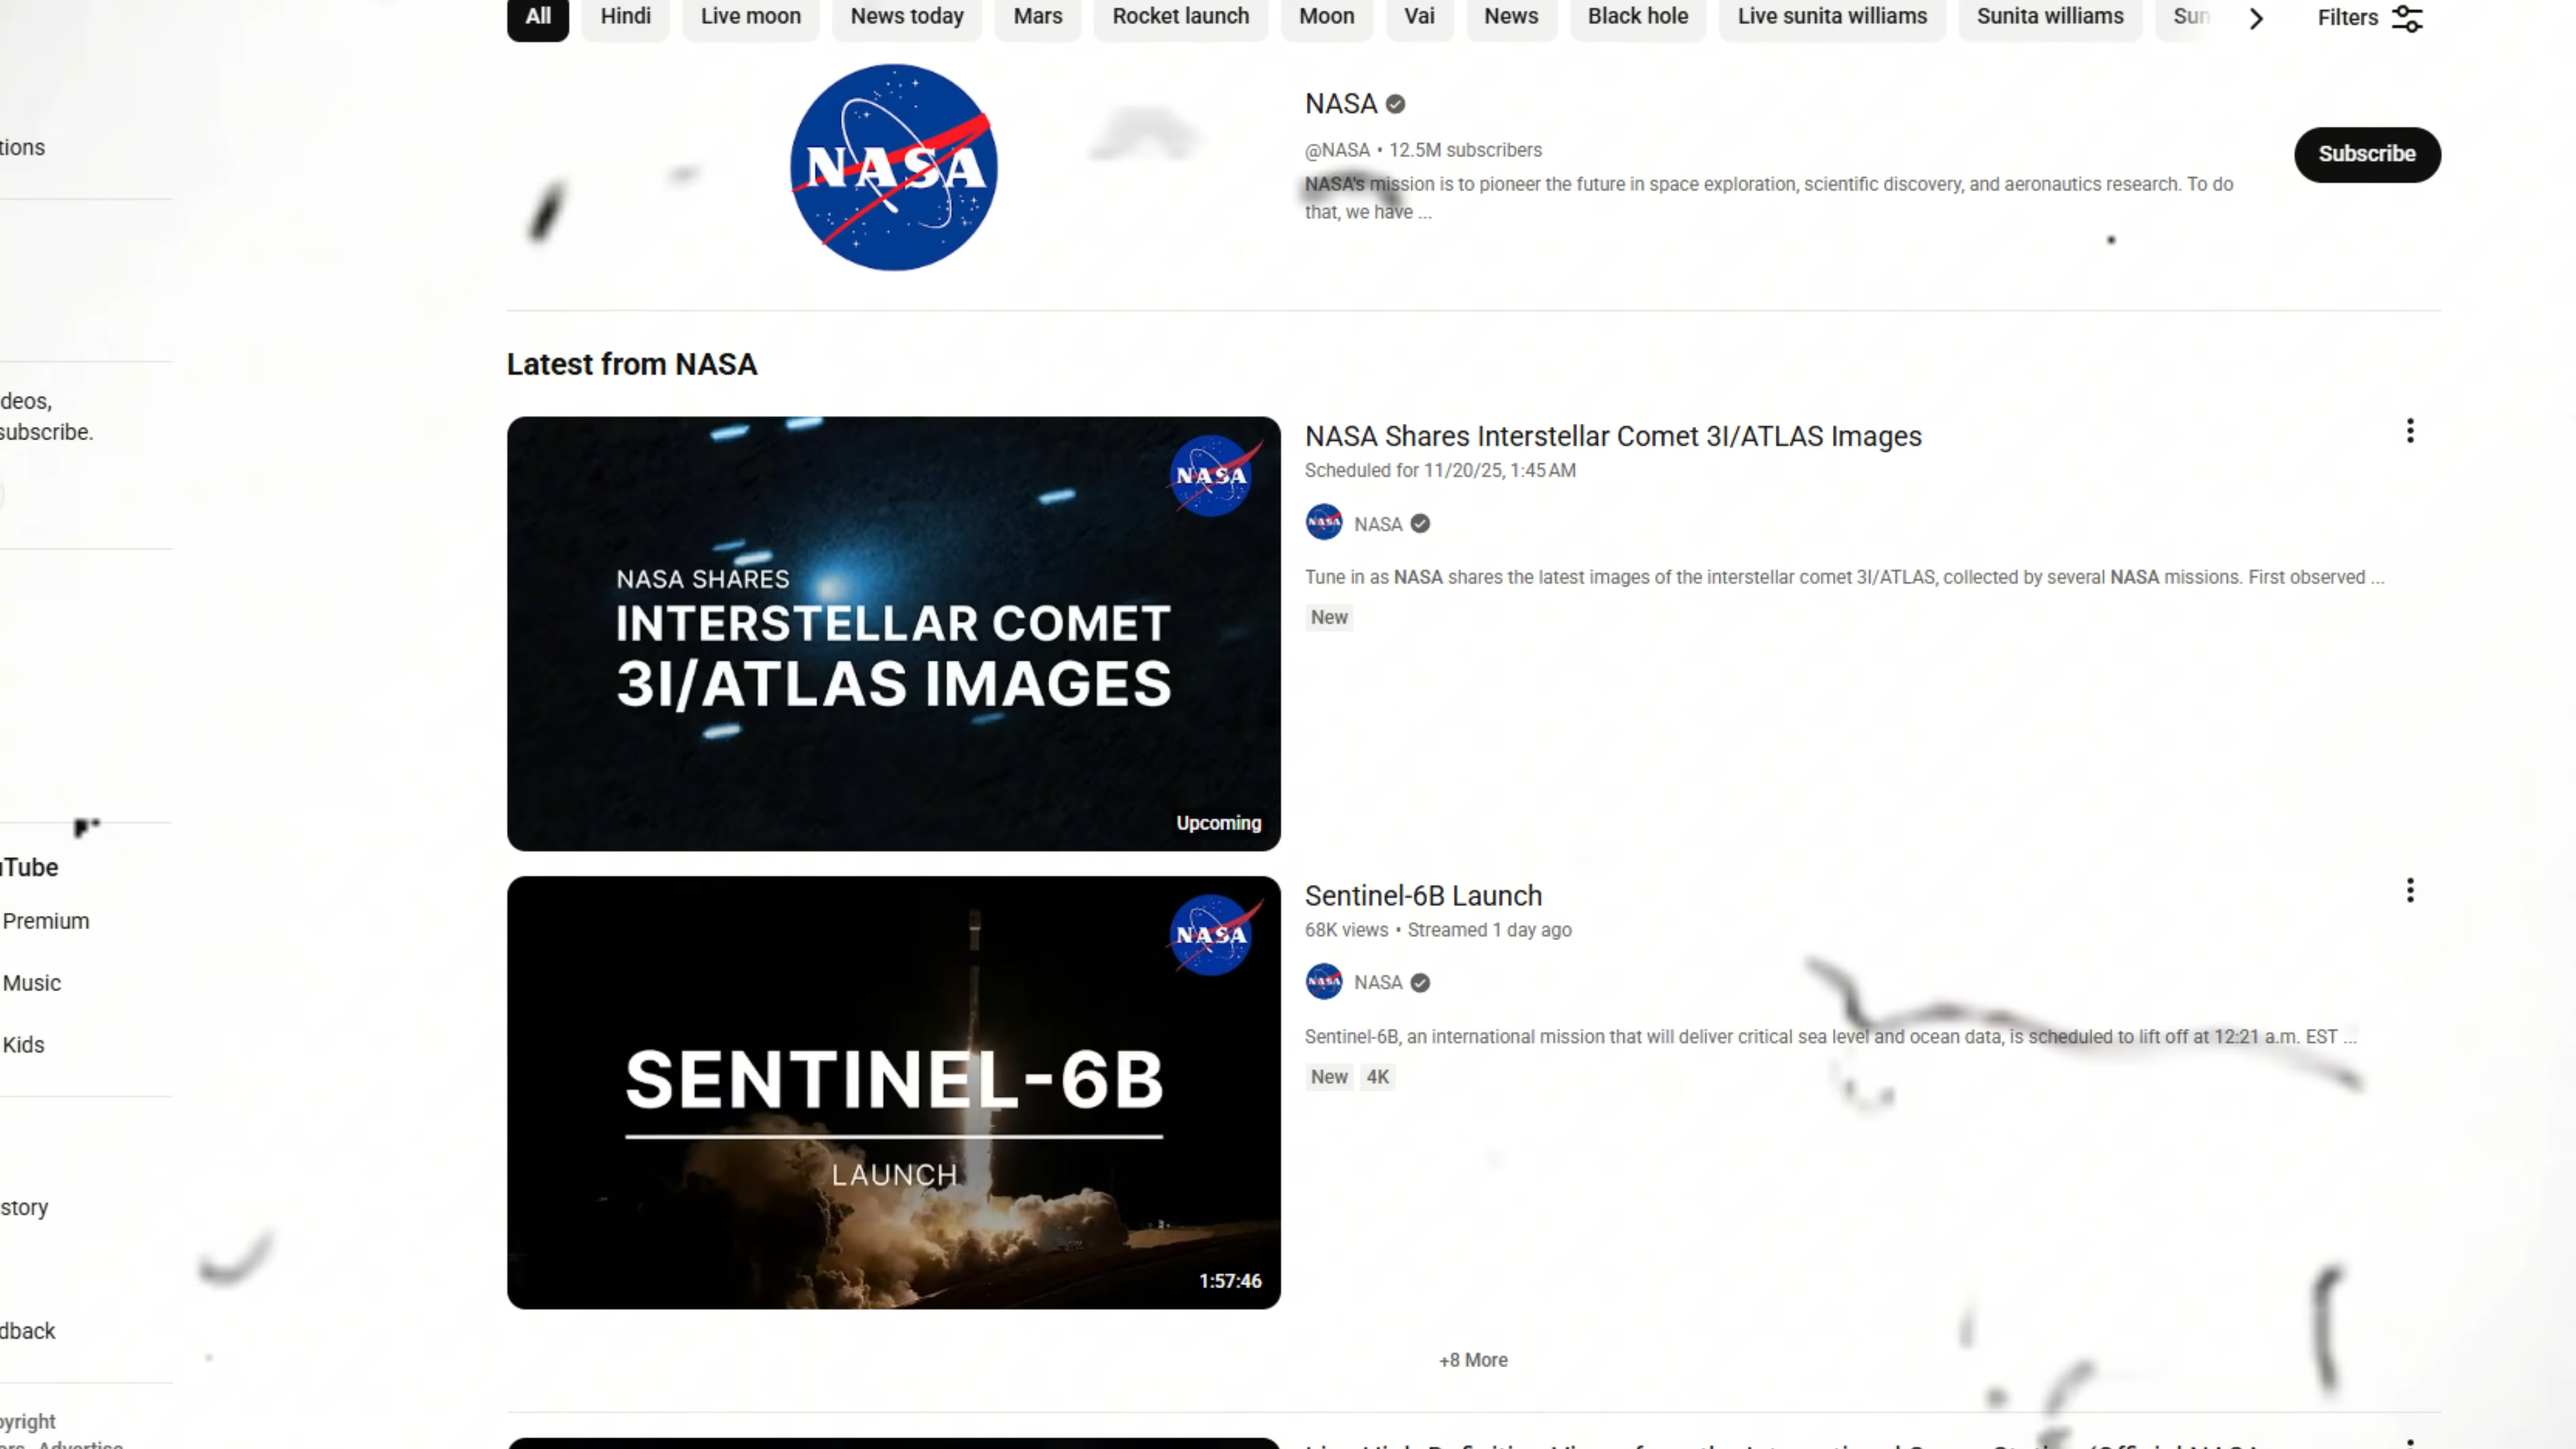 All Hindi Live moon News today Mars Rocket launch Moon Vai News Black hole Live sunita williams Sunita williams Sun Filters
NASA
NASA
@NASA • 12.5M subscribers
Subscribe
NASA's mission is to pioneer the future in space exploration, scientific discovery, and aeronautics research. To do
that, we have ...
tions
Latest from NASA
deos,
subscribe.
NASA
NASA SHARES
INTERSTELLAR COMET
3I/ATLAS IMAGES
Upcoming
NASA Shares Interstellar Comet 3I/ATLAS Images
Scheduled for 11/20/25, 1:45 AM
NASA NASA
Tune in as NASA shares the latest images of the interstellar comet 3I/ATLAS, collected by several NASA missions. First observed ...
New
Tube
Premium
Music
Kids
NASA
SENTINEL-6B
LAUNCH
1:57:46
Sentinel-6B Launch
68K views • Streamed 1 day ago
NASA NASA
Sentinel-6B, an international mission that will deliver critical sea level and ocean data, is scheduled to lift off at 12:21 a.m. EST ...
New 4K
story
dback
+8 More
pyright